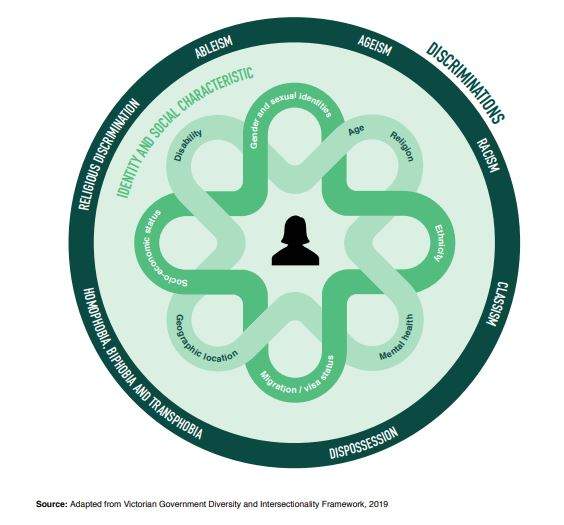 DISCRIMINATIONS
ABLEISM
AGEISM
RACISM
CLASSISM
DISPOSSESSION
HOMOPHOBIA, BIPHOBIA AND TRANSPHOBIA
RELIGIOUS DISCRIMINATION
IDENTITY AND SOCIAL CHARACTERISTIC
Gender and sexual identities
Age
Religion
Ethnicity
Mental health
Migration / visa status
Geographic location
Socio-economic status
Disability
Source: Adapted from Victorian Government Diversity and Intersectionality Framework, 2019